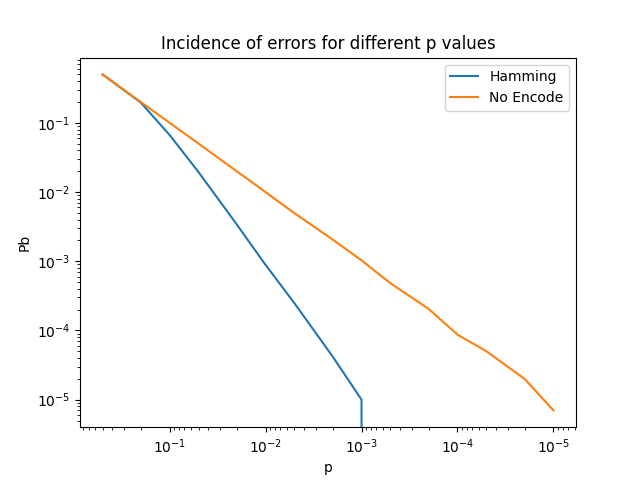 Incidence of errors for different p values
Hamming
No Encode
Pb
10⁻¹
10⁻²
10⁻³
10⁻⁴
10⁻⁵
10⁻¹ 10⁻² 10⁻³ 10⁻⁴ 10⁻⁵
p